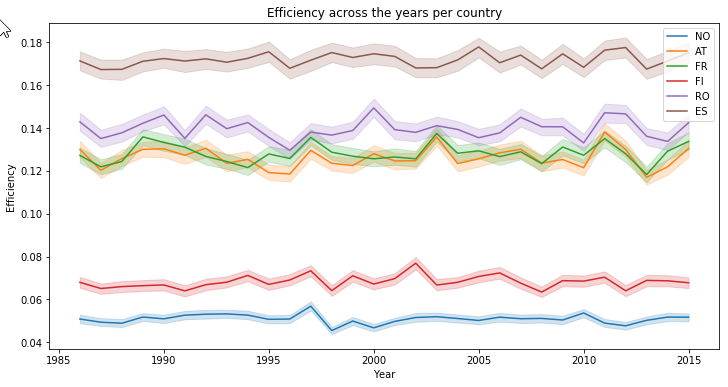 Efficiency across the years per country
0.18
0.16
0.14
0.12
0.10
0.08
0.06
0.04
Efficiency
1985
1990
1995
2000
2005
2010
2015
Year
NO
AT
FR
FI
RO
ES